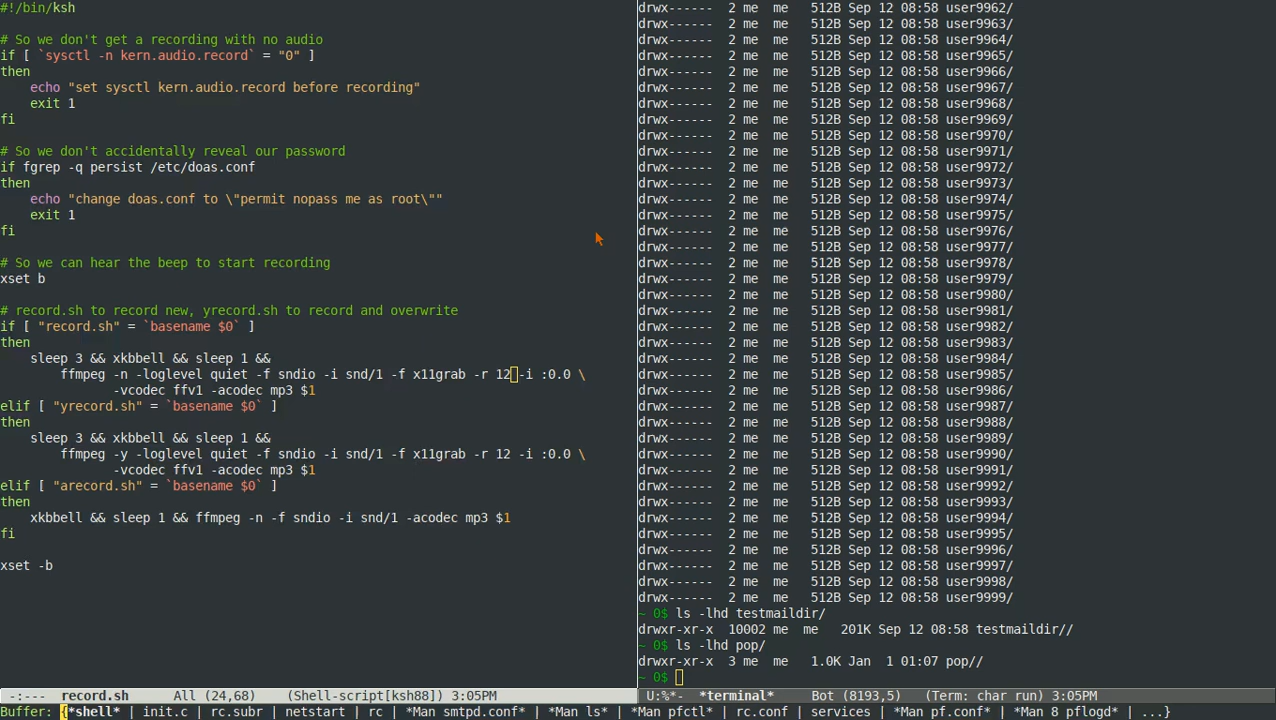 #!/bin/ksh
# So we don't get a recording with no audio
if [ `sysctl -n kern.audio.record` = "0" ]
then
    echo "set sysctl kern.audio.record before recording"
    exit 1
fi
# So we don't accidentally reveal our password
if fgrep -q persist /etc/doas.conf
then
    echo "change doas.conf to \"permit nopass me as root\""
    exit 1
fi
# So we can hear the beep to start recording
xset b
# record.sh to record new, yrecord.sh to record and overwrite
if [ "record.sh" = `basename $0` ]
then
    sleep 3 && xkbbell && sleep 1 &&
        ffmpeg -n -loglevel quiet -f sndio -i snd/1 -f x11grab -r 12 -i :0.0 \
               -vcodec ffv1 -acodec mp3 $1
elif [ "yrecord.sh" = `basename $0` ]
then
    sleep 3 && xkbbell && sleep 1 &&
        ffmpeg -y -loglevel quiet -f sndio -i snd/1 -f x11grab -r 12 -i :0.0 \
               -vcodec ffv1 -acodec mp3 $1
elif [ "arecord.sh" = `basename $0` ]
then
    xkbbell && sleep 1 && ffmpeg -n -f sndio -i snd/1 -acodec mp3 $1
fi
xset -b
-:---  record.sh      All (24,68)    (Shell-script[ksh88]) 3:05PM
drwx------  2 me  me   512B Sep 12 08:58 user9962/
drwx------  2 me  me   512B Sep 12 08:58 user9963/
drwx------  2 me  me   512B Sep 12 08:58 user9964/
drwx------  2 me  me   512B Sep 12 08:58 user9965/
drwx------  2 me  me   512B Sep 12 08:58 user9966/
drwx------  2 me  me   512B Sep 12 08:58 user9967/
drwx------  2 me  me   512B Sep 12 08:58 user9968/
drwx------  2 me  me   512B Sep 12 08:58 user9969/
drwx------  2 me  me   512B Sep 12 08:58 user9970/
drwx------  2 me  me   512B Sep 12 08:58 user9971/
drwx------  2 me  me   512B Sep 12 08:58 user9972/
drwx------  2 me  me   512B Sep 12 08:58 user9973/
drwx------  2 me  me   512B Sep 12 08:58 user9974/
drwx------  2 me  me   512B Sep 12 08:58 user9975/
drwx------  2 me  me   512B Sep 12 08:58 user9976/
drwx------  2 me  me   512B Sep 12 08:58 user9977/
drwx------  2 me  me   512B Sep 12 08:58 user9978/
drwx------  2 me  me   512B Sep 12 08:58 user9979/
drwx------  2 me  me   512B Sep 12 08:58 user9980/
drwx------  2 me  me   512B Sep 12 08:58 user9981/
drwx------  2 me  me   512B Sep 12 08:58 user9982/
drwx------  2 me  me   512B Sep 12 08:58 user9983/
drwx------  2 me  me   512B Sep 12 08:58 user9984/
drwx------  2 me  me   512B Sep 12 08:58 user9985/
drwx------  2 me  me   512B Sep 12 08:58 user9986/
drwx------  2 me  me   512B Sep 12 08:58 user9987/
drwx------  2 me  me   512B Sep 12 08:58 user9988/
drwx------  2 me  me   512B Sep 12 08:58 user9989/
drwx------  2 me  me   512B Sep 12 08:58 user9990/
drwx------  2 me  me   512B Sep 12 08:58 user9991/
drwx------  2 me  me   512B Sep 12 08:58 user9992/
drwx------  2 me  me   512B Sep 12 08:58 user9993/
drwx------  2 me  me   512B Sep 12 08:58 user9994/
drwx------  2 me  me   512B Sep 12 08:58 user9995/
drwx------  2 me  me   512B Sep 12 08:58 user9996/
drwx------  2 me  me   512B Sep 12 08:58 user9997/
drwx------  2 me  me   512B Sep 12 08:58 user9998/
drwx------  2 me  me   512B Sep 12 08:58 user9999/
~ 0$ ls -lhd testmaildir/
drwxr-xr-x  10002 me  me   201K Sep 12 08:58 testmaildir//
~ 0$ ls -lhd pop/
drwxr-xr-x  3 me  me   1.0K Jan  1 01:07 pop//
~ 0$
U:%*-  *terminal*     Bot (8193,5)   (Term: char run) 3:05PM
Buffer: {*shell* | init.c | rc.subr | netstart | rc | *Man smtpd.conf* | *Man ls* | *Man pfctl* | rc.conf | services | *Man pf.conf* | *Man 8 pflogd* | ...}